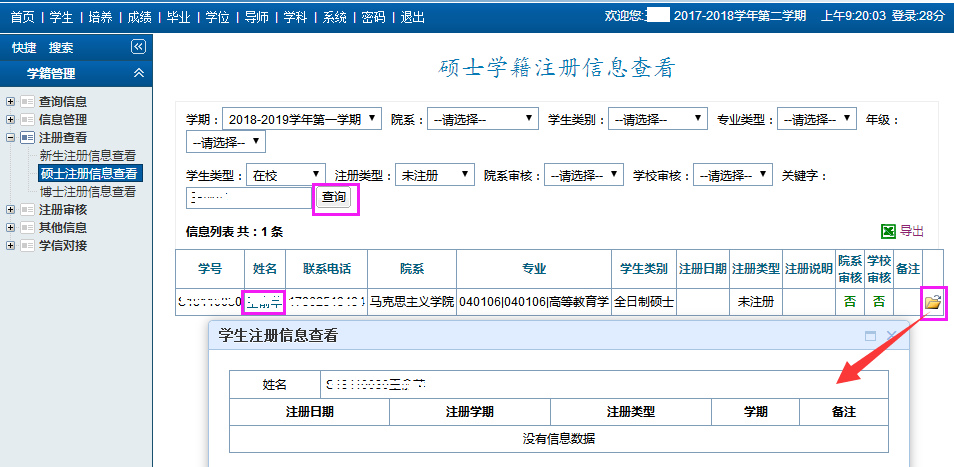 首页 | 学生 | 培养 | 成绩 | 毕业 | 学位 | 导师 | 学科 | 系统 | 密码 | 退出
欢迎您: 2017-2018学年第二学期 上午9:20:03 登录:28分
快捷 搜索
学籍管理
查询信息
信息管理
注册查看
新生注册信息查看
硕士注册信息查看
博士注册信息查看
注册审核
其他信息
学信对接
硕士学籍注册信息查看
学期： 2018-2019学年第一学期 院系： --请选择-- 学生类别： --请选择-- 专业类型： --请选择-- 年级：
--请选择--
学生类型： 在校 注册类型： 未注册 院系审核： --请选择-- 学校审核： --请选择-- 关键字：
查询
信息列表 共：1 条 导出
学号 姓名 联系电话 院系 专业 学生类别 注册日期 注册类型 注册说明 院系审核 学校审核 备注
马克思主义学院 040106|040106|高等教育学 全日制硕士 未注册 否 否
学生注册信息查看
姓名
注册日期 注册学期 注册类型 学期 备注
没有信息数据